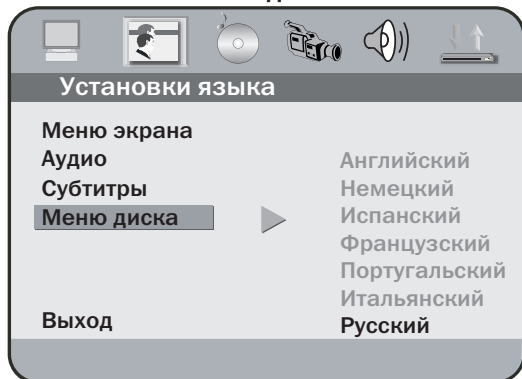 Установки языка
Меню экрана
Аудио
Субтитры
Меню диска
Выход
Английский
Немецкий
Испанский
Французский
Португальский
Итальянский
Русский